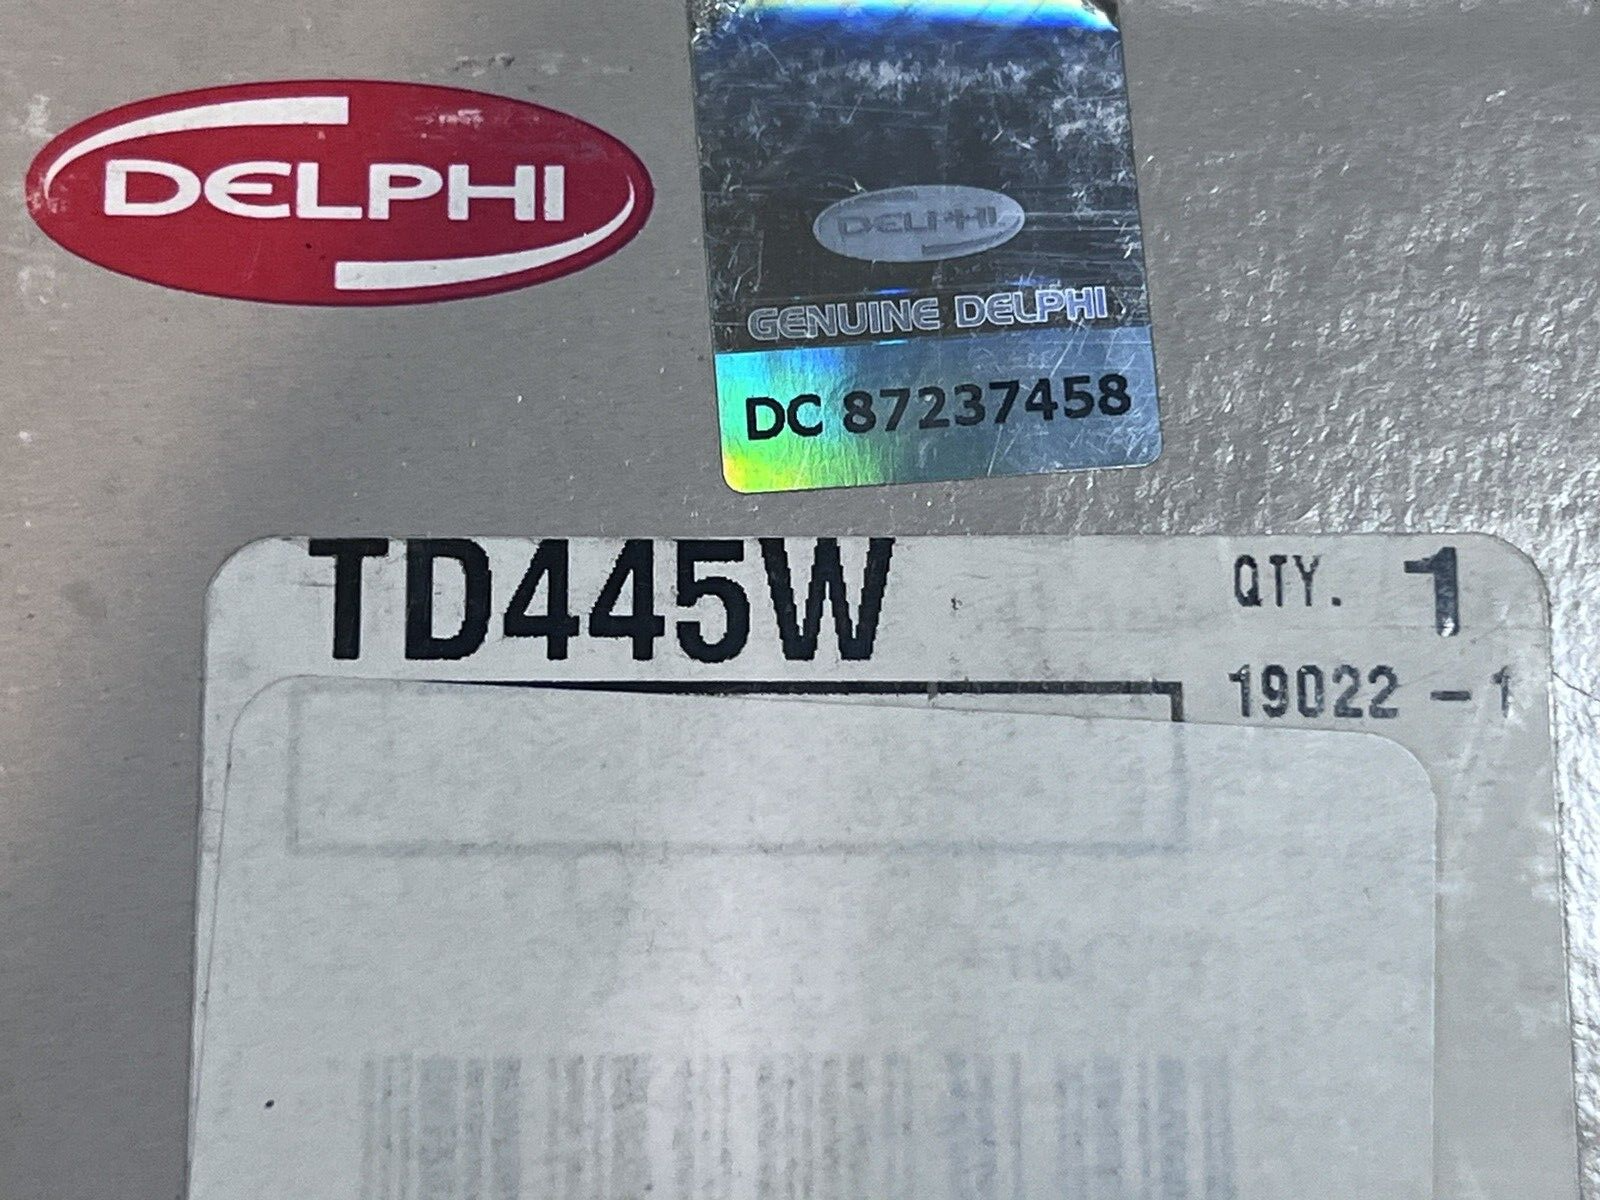 DELPHI
DELPHI
GENUINE DELPHI
DC 87237458
TD445W
QTY. 1
19022 - 1